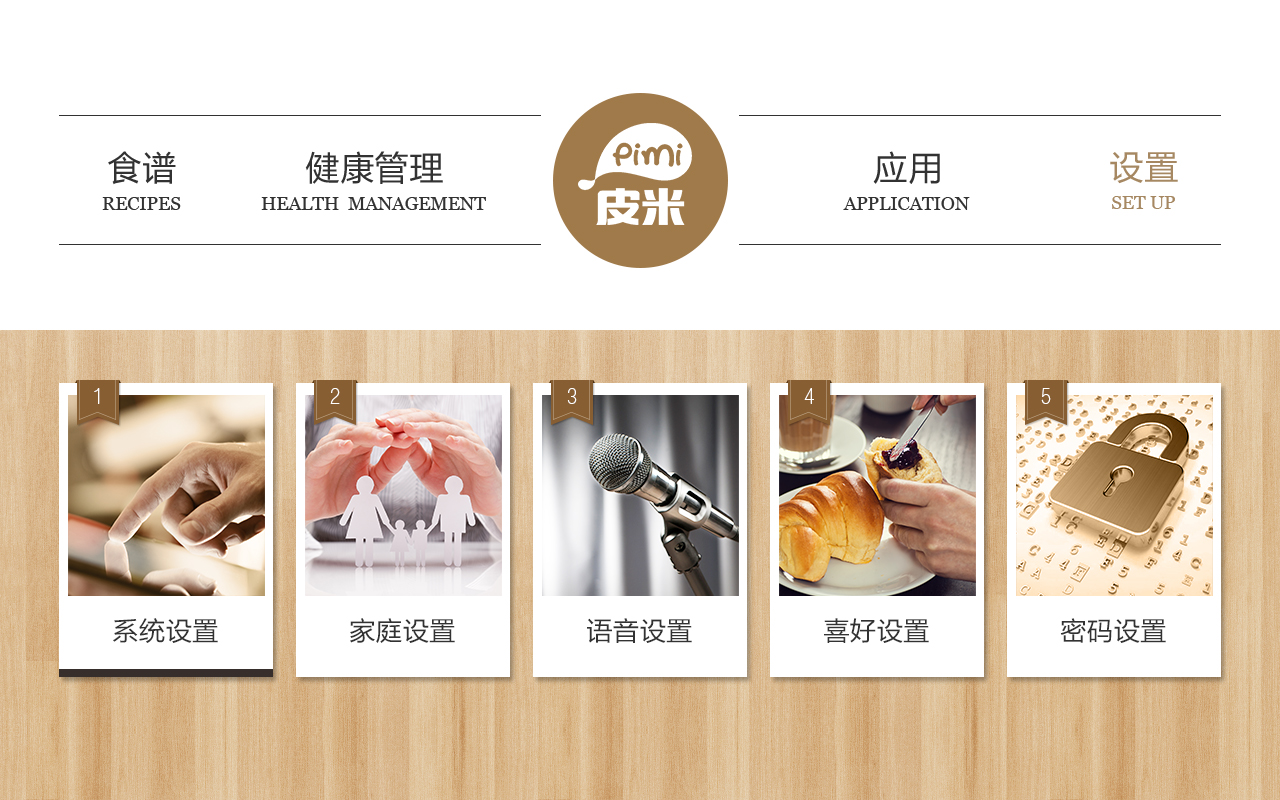 食谱
RECIPES
健康管理
HEALTH MANAGEMENT
Pimi
皮米
应用
APPLICATION
设置
SET UP
1
系统设置
2
家庭设置
3
语音设置
4
喜好设置
5
密码设置